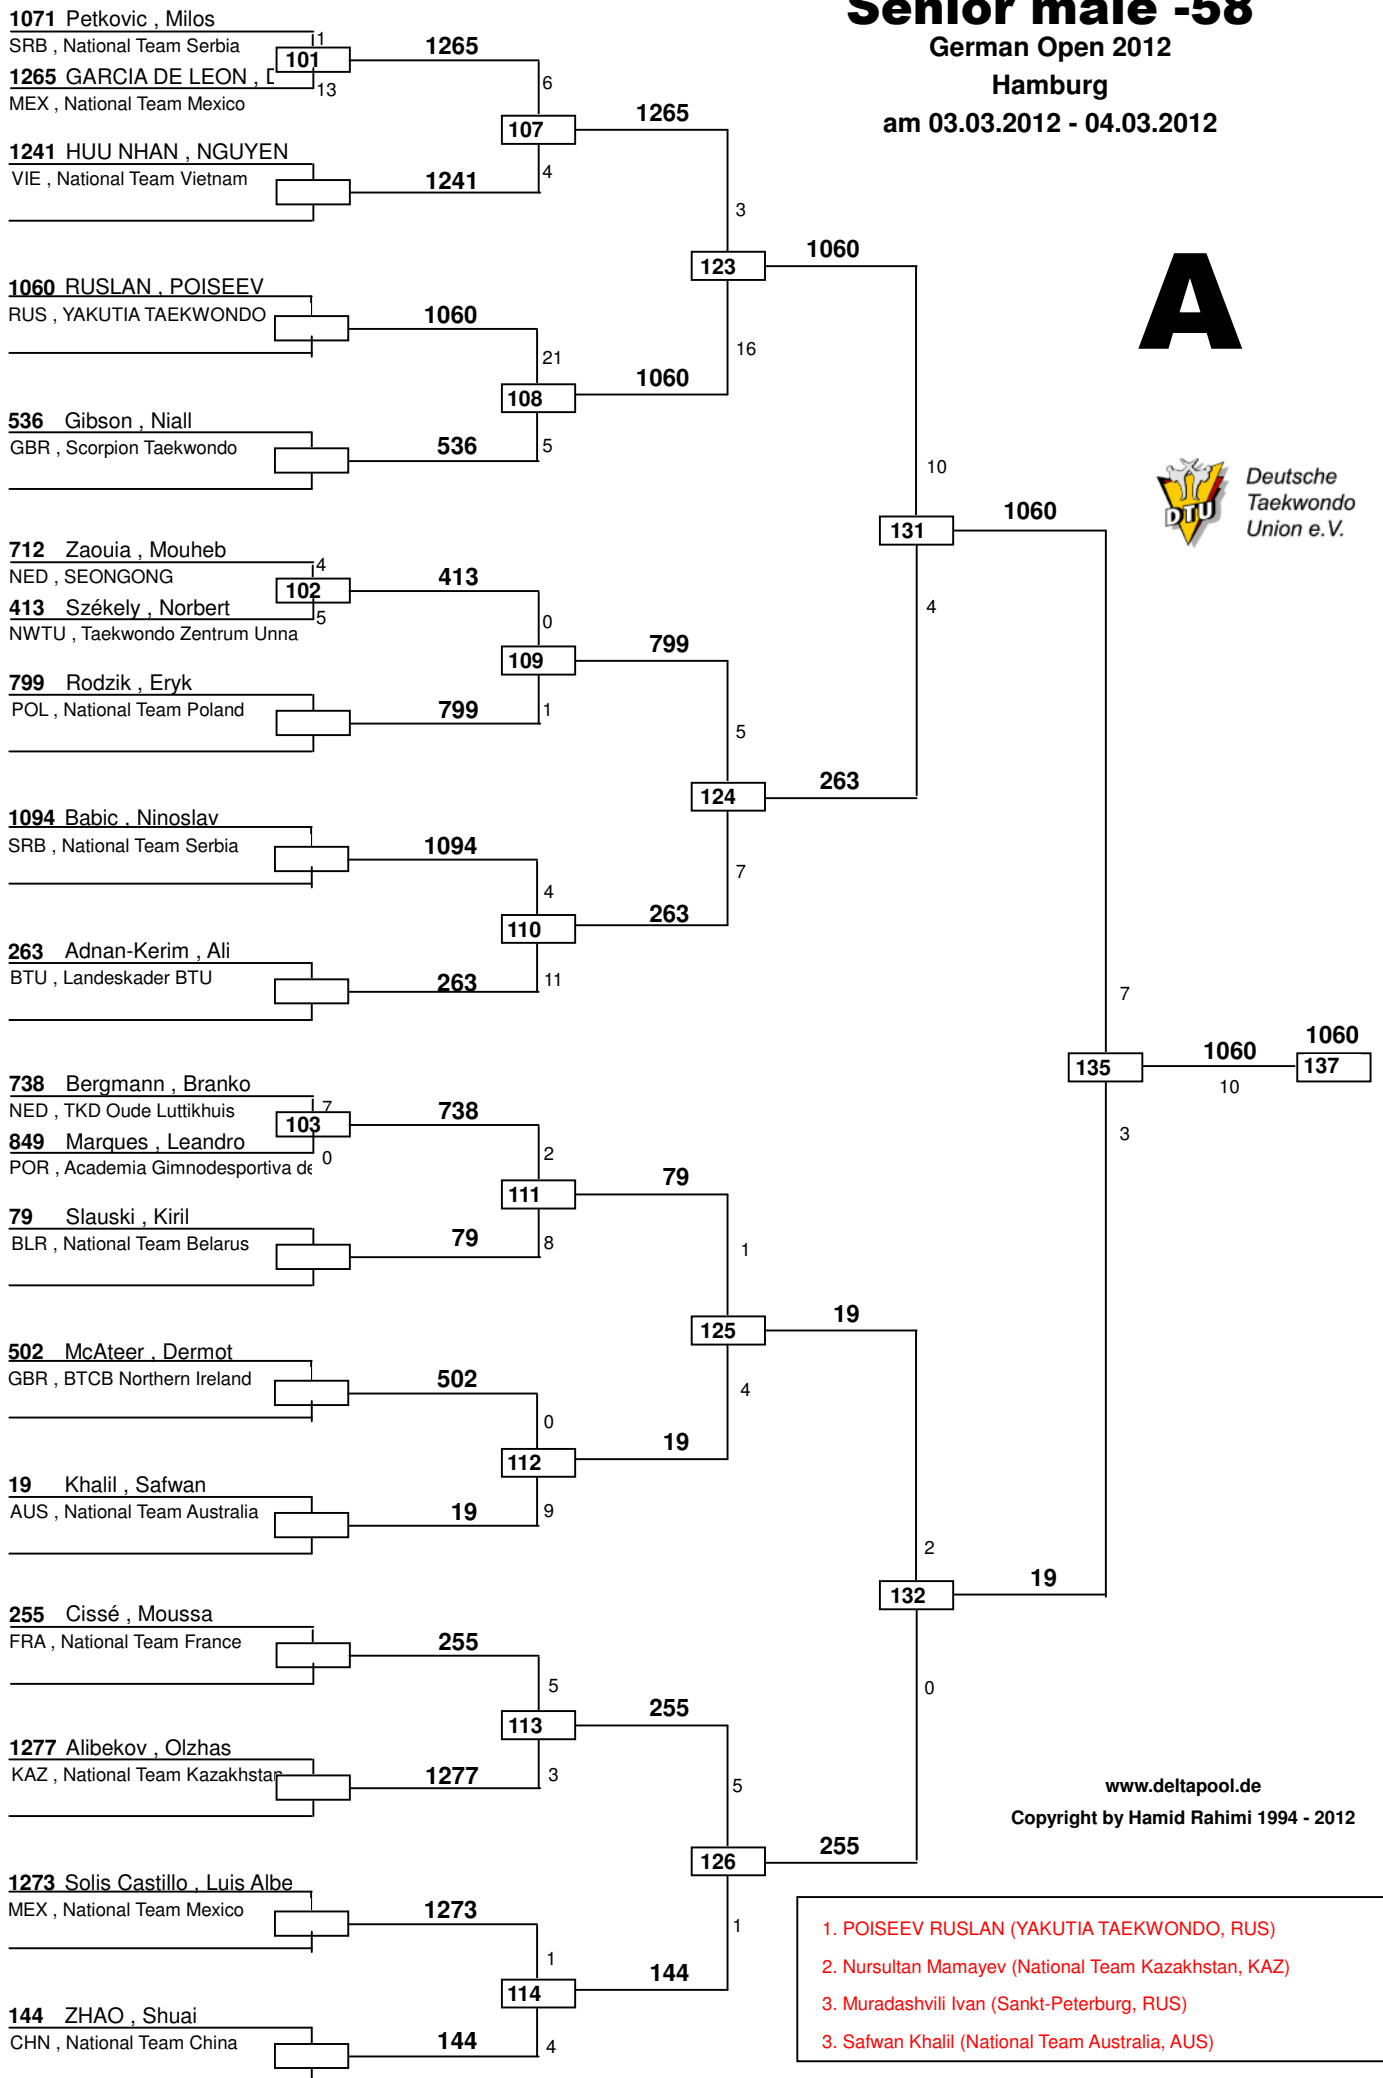 Senior male -58
German Open 2012
Hamburg
am 03.03.2012 - 04.03.2012
A
DTU
Deutsche
Taekwondo
Union e.V.
1071 Petkovic , Milos
SRB , National Team Serbia
1
101
1265
1265 GARCIA DE LEON ,
13
MEX , National Team Mexico
6
107
1265
1241 HUU NHAN , NGUYEN
VIE , National Team Vietnam
1241
4
3
123
1060
1060 RUSLAN , POISEEV
RUS , YAKUTIA TAEKWONDO
1060
21
16
108
1060
536 Gibson , Niall
GBR , Scorpion Taekwondo
536
5
10
131
1060
712 Zaouia , Mouheb
4
NED , SEONGONG
102
413
413 Székely , Norbert
5
NWTU , Taekwondo Zentrum Unna
0
4
109
799
799 Rodzik , Eryk
POL , National Team Poland
799
1
5
124
263
1094 Babic , Ninoslav
SRB , National Team Serbia
1094
4
7
110
263
263 Adnan-Kerim , Ali
BTU , Landeskader BTU
263
11
7
135
1060
10
1060
137
738 Bergmann , Branko
NED , TKD Oude Luttikhuis
7
103
738
849 Marques , Leandro
0
POR , Academia Gimnodesportiva de
2
3
111
79
79 Slauski , Kiril
BLR , National Team Belarus
79
8
1
125
19
502 McAteer , Dermot
GBR , BTCB Northern Ireland
502
0
4
112
19
19 Khalil , Safwan
AUS , National Team Australia
19
9
2
132
19
255 Cissé , Moussa
FRA , National Team France
255
5
0
113
255
1277 Alibekov , Olzhas
KAZ , National Team Kazakhstan
1277
3
5
126
255
1273 Solis Castillo , Luis Albe
MEX , National Team Mexico
1273
1
1
114
144
144 ZHAO , Shuai
CHN , National Team China
144
4
www.deltapool.de
Copyright by Hamid Rahimi 1994 - 2012
1. POISEEV RUSLAN (YAKUTIA TAEKWONDO, RUS)
2. Nursultan Mamayev (National Team Kazakhstan, KAZ)
3. Muradashvili Ivan (Sankt-Peterburg, RUS)
3. Safwan Khalil (National Team Australia, AUS)